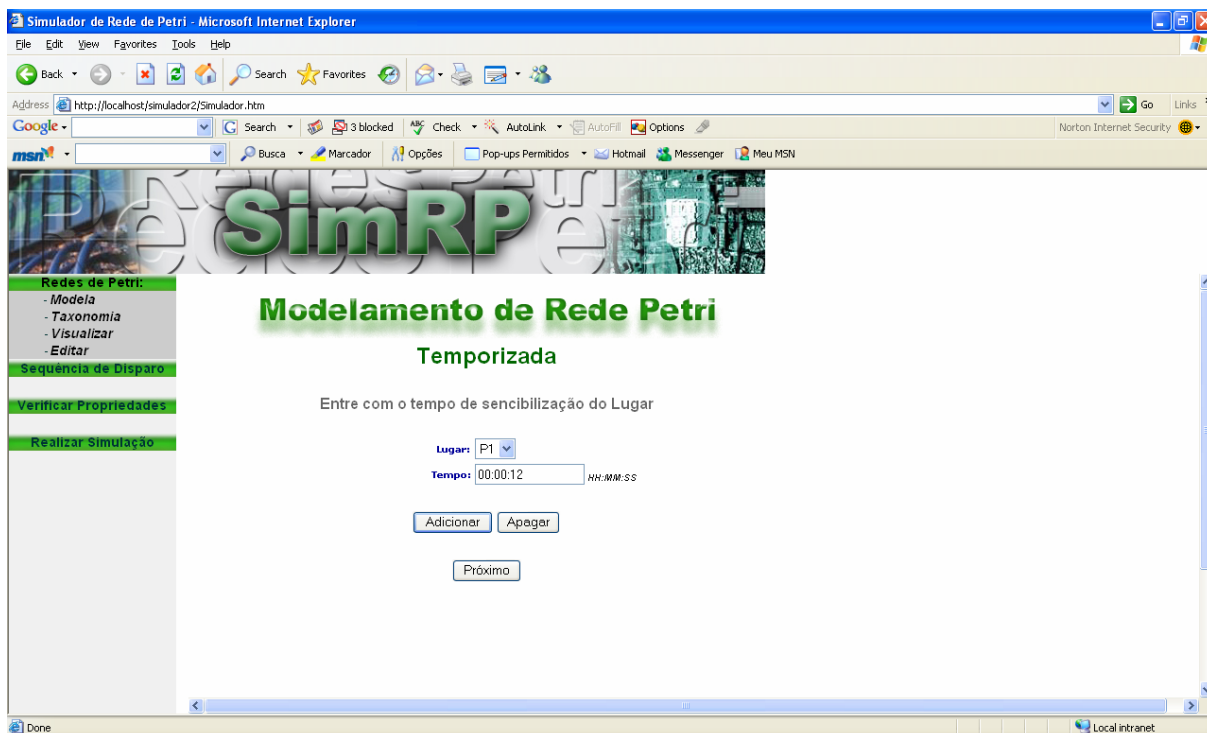 Simulador de Rede de Petri - Microsoft Internet Explorer
File Edit View Favorites Tools Help
Back Search Favorites
Address http://localhost/simulador2/Simulador.htm Go Links
Google Search 3 blocked Check AutoLink AutoFill Options Norton Internet Security
msn Busca Marcador Opções Pop-ups Permitidos Hotmail Messenger Meu MSN
SimRP
Redes de Petri:
- Modela
- Taxonomia
- Visualizar
- Editar
Sequência de Disparo
Verificar Propriedades
Realizar Simulação
Modelamento de Rede Petri
Temporizada
Entre com o tempo de sencibilização do Lugar
Lugar: P1
Tempo: 00:00:12 HH:MM:SS
Adicionar Apagar
Próximo
Done Local intranet